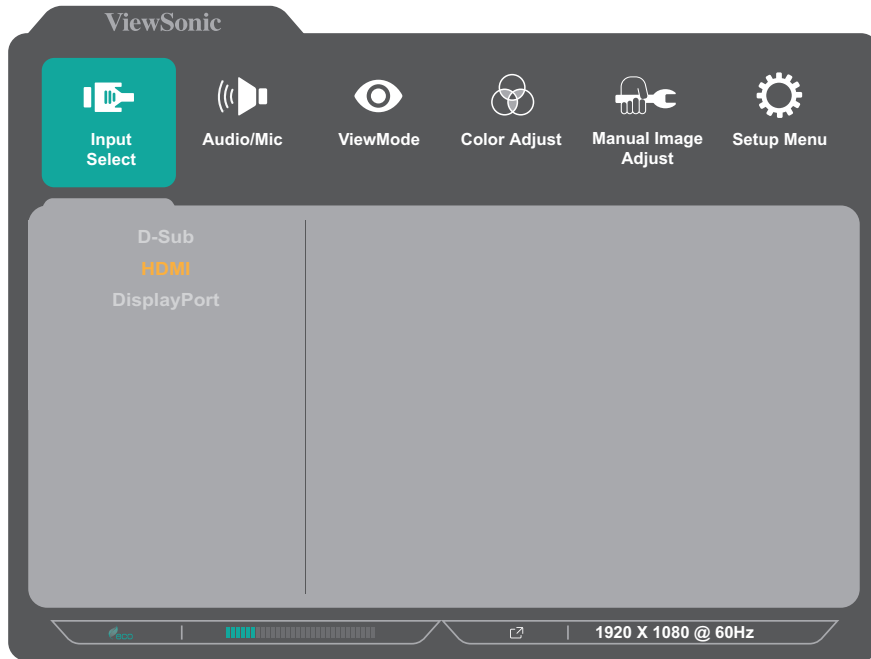 ViewSonic
Input
Select
Audio/Mic
ViewMode
Color Adjust
Manual Image
Adjust
Setup Menu
D-Sub
HDMI
DisplayPort
eco
1920 X 1080 @ 60Hz